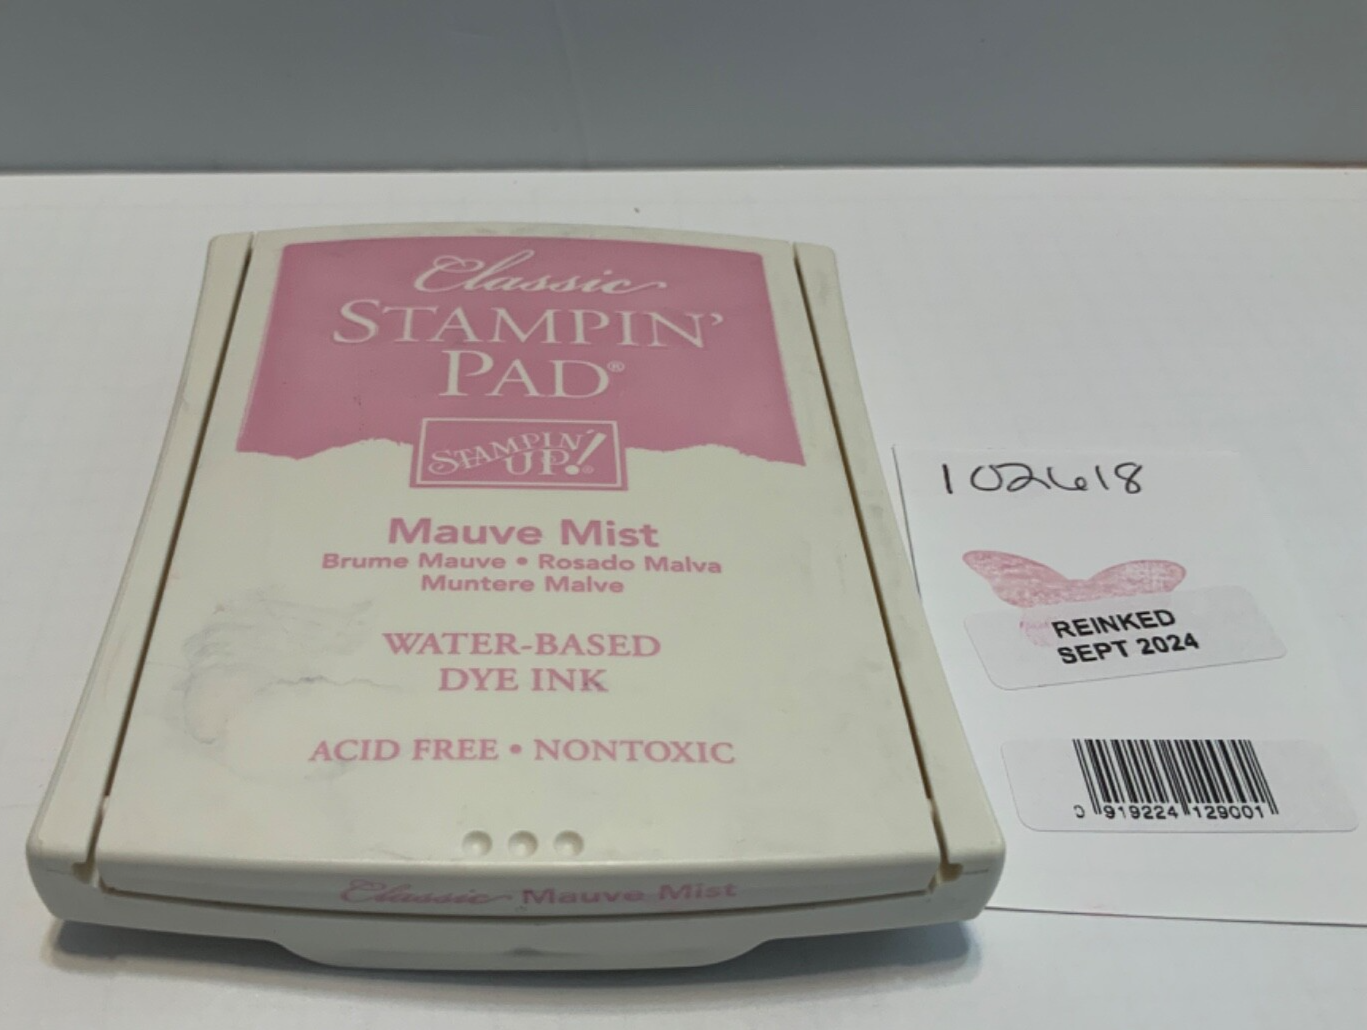 Classic
STAMPIN'
PAD®
STAMPIN'
UP!®
Mauve Mist
Brume Mauve • Rosado Malva
Muntere Malve
WATER-BASED
DYE INK
ACID FREE • NONTOXIC
Classic Mauve Mist
102618
REINKED
SEPT 2024
0 919224 129001